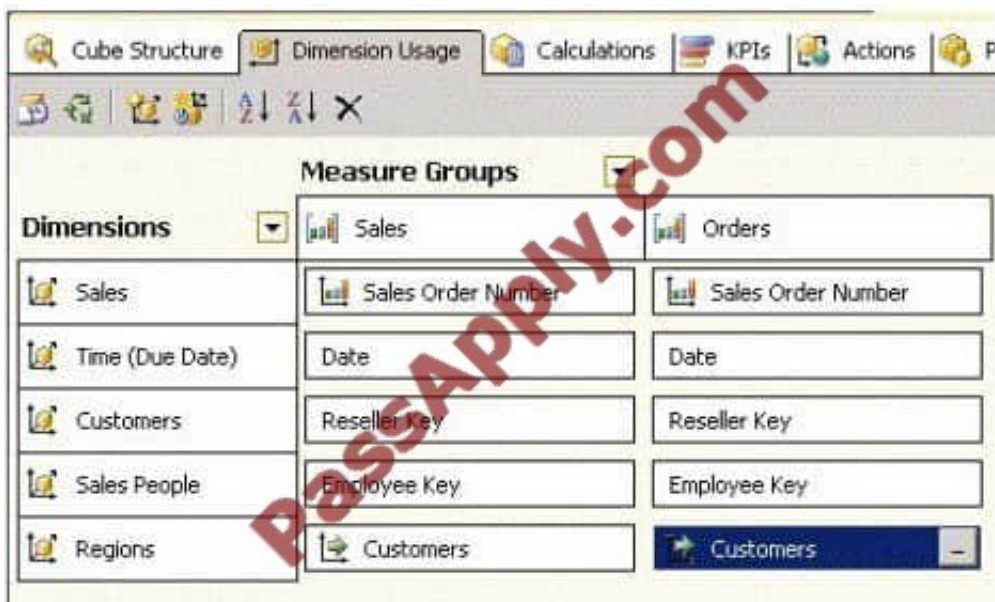 Cube Structure Dimension Usage Calculations KPIs Actions P
Measure Groups
Dimensions Sales Orders
Sales Sales Order Number Sales Order Number
Time (Due Date) Date Date
Customers Reseller Key Reseller Key
Sales People Employee Key Employee Key
Regions Customers Customers
PassApply.com